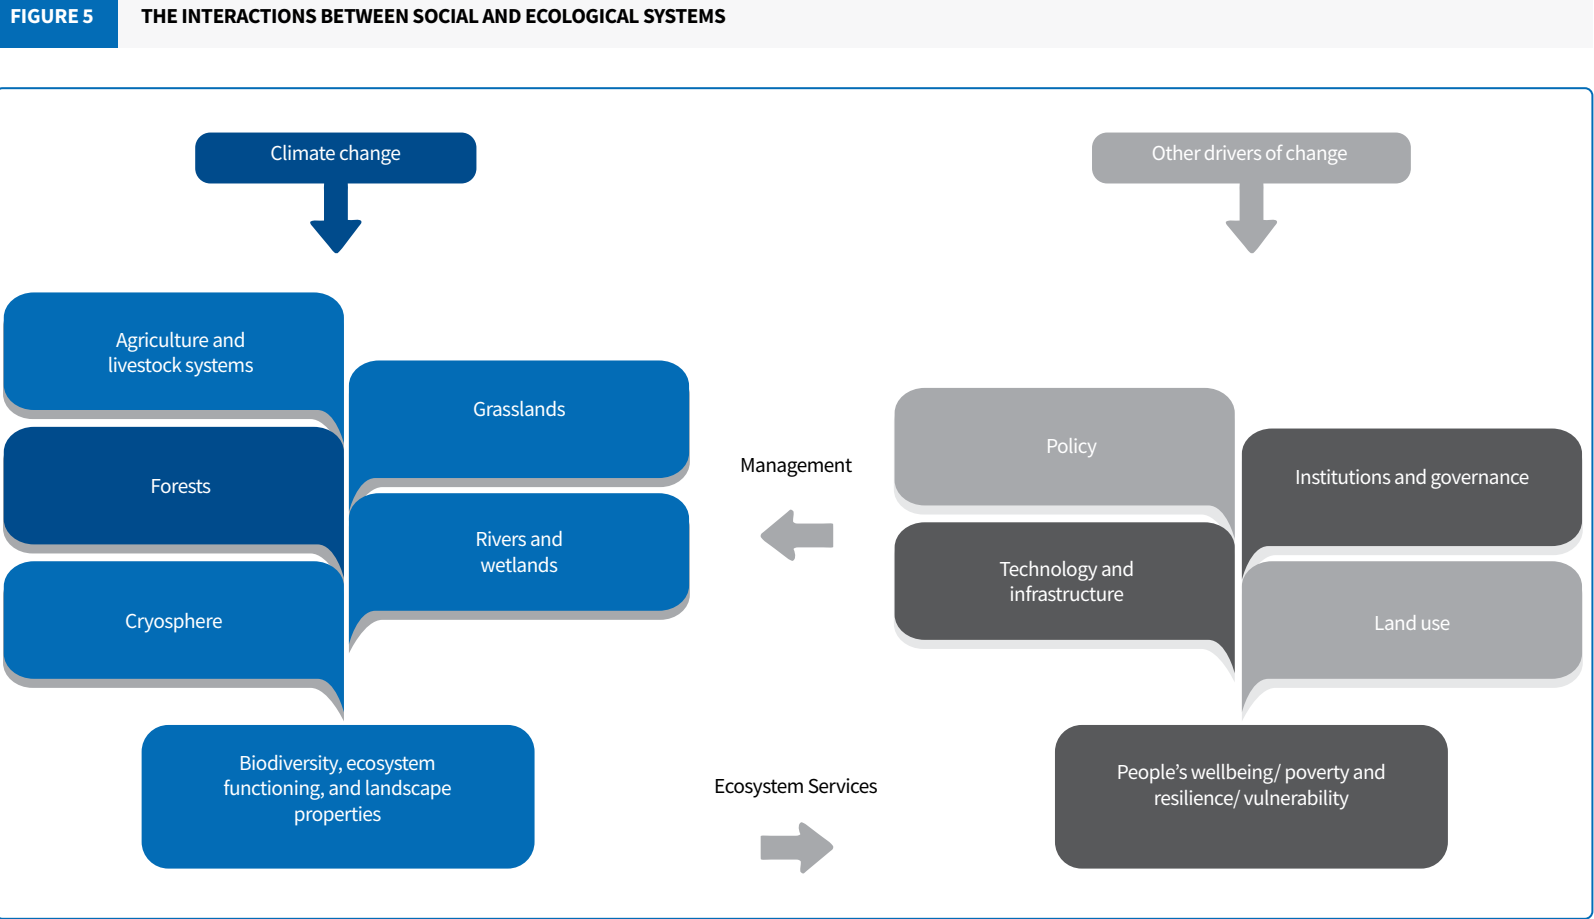 FIGURE 5
THE INTERACTIONS BETWEEN SOCIAL AND ECOLOGICAL SYSTEMS
Climate change
Other drivers of change
Agriculture and
livestock systems
Grasslands
Forests
Rivers and
wetlands
Cryosphere
Management
Policy
Institutions and governance
Technology and
infrastructure
Land use
Biodiversity, ecosystem
functioning, and landscape
properties
Ecosystem Services
People’s wellbeing/ poverty and
resilience/ vulnerability